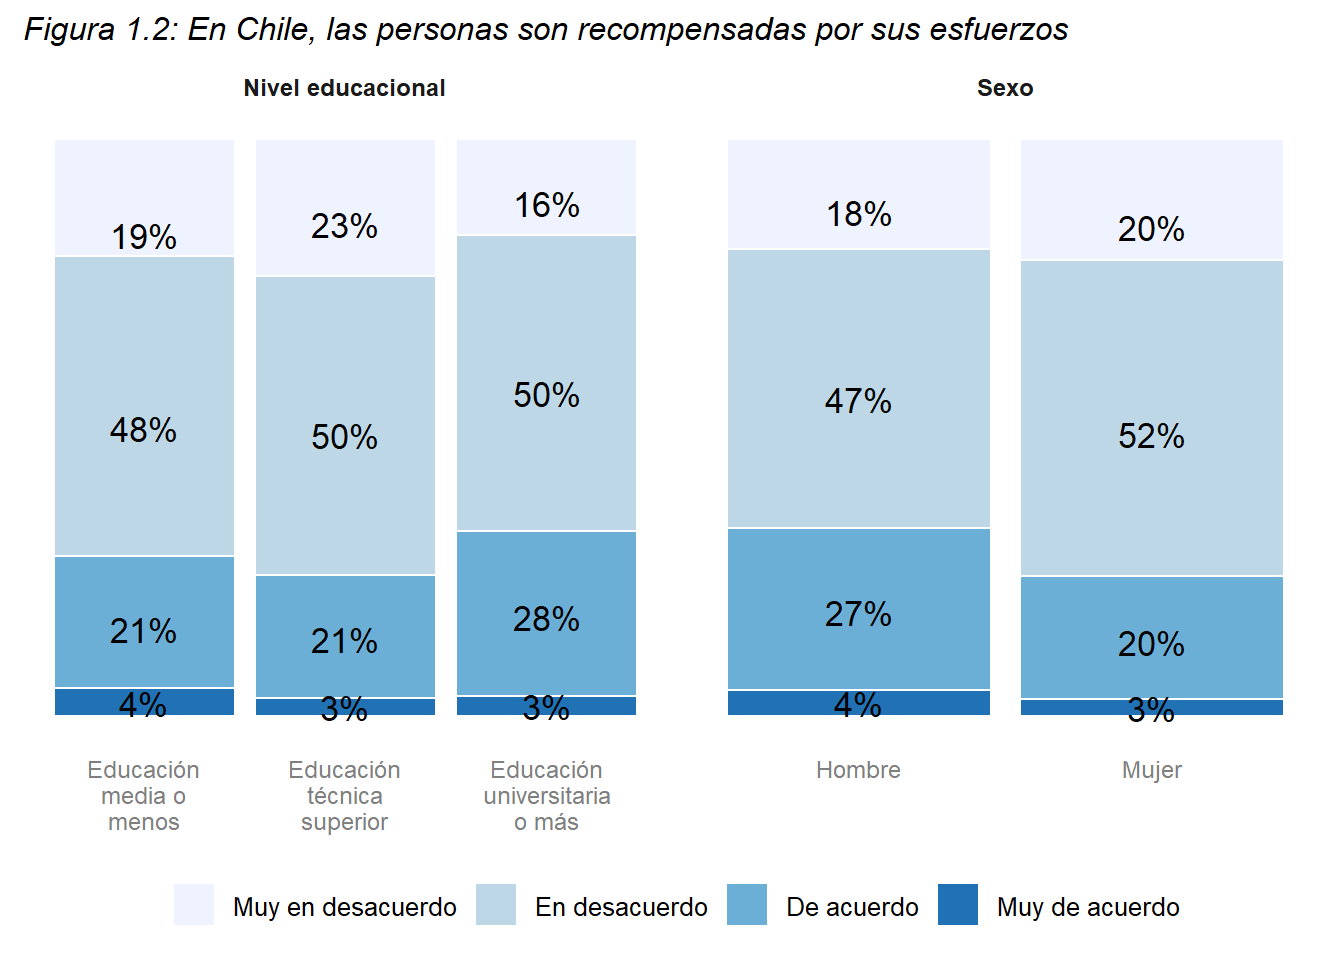 Figura 1.2: En Chile, las personas son recompensadas por sus esfuerzos
Nivel educacional
Sexo
19%
23%
16%
18%
20%
48%
50%
50%
47%
52%
21%
21%
28%
27%
20%
4%
3%
3%
4%
3%
Educación
media o
menos
Educación
técnica
superior
Educación
universitaria
o más
Hombre
Mujer
Muy en desacuerdo
En desacuerdo
De acuerdo
Muy de acuerdo